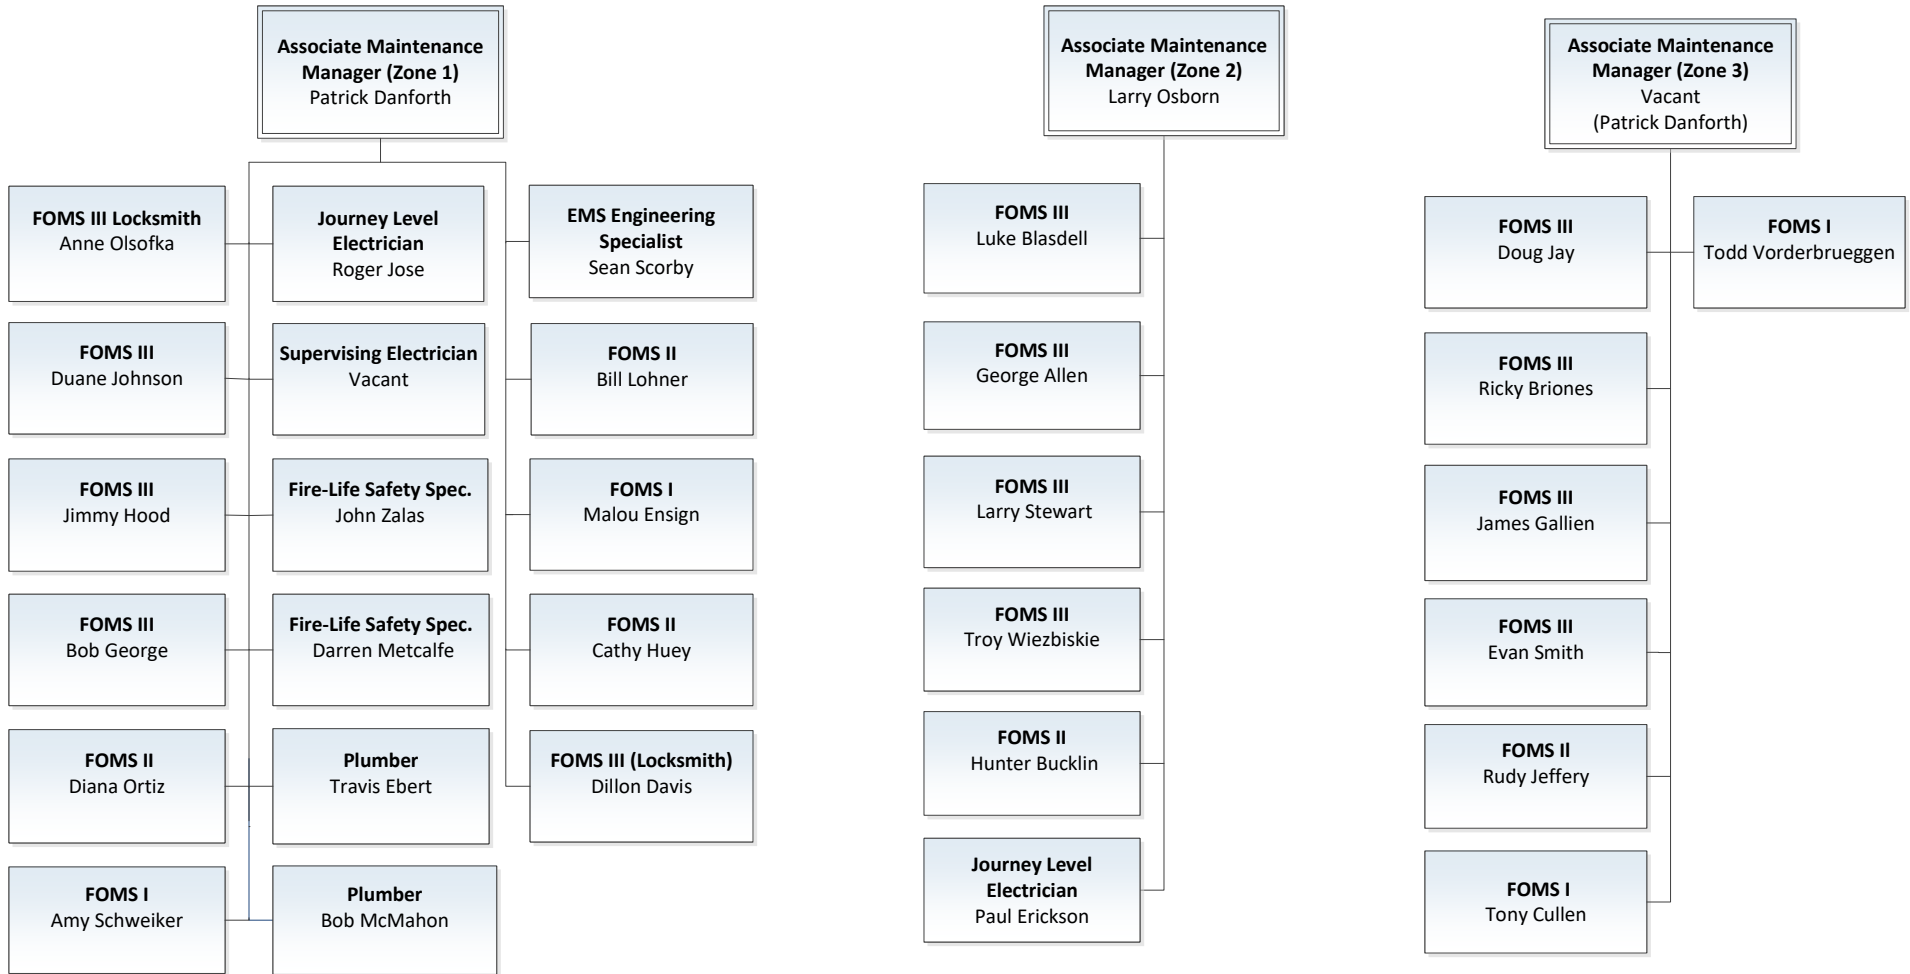 Associate Maintenance
Manager (Zone 1)
Patrick Danforth
FOMS III Locksmith
Anne Olsofka
Journey Level
Electrician
Roger Jose
EMS Engineering
Specialist
Sean Scorby
FOMS III
Duane Johnson
Supervising Electrician
Vacant
FOMS II
Bill Lohner
FOMS III
Jimmy Hood
Fire-Life Safety Spec.
John Zalas
FOMS I
Malou Ensign
FOMS III
Bob George
Fire-Life Safety Spec.
Darren Metcalfe
FOMS II
Cathy Huey
FOMS II
Diana Ortiz
Plumber
Travis Ebert
FOMS III (Locksmith)
Dillon Davis
FOMS I
Amy Schweiker
Plumber
Bob McMahon
Associate Maintenance
Manager (Zone 2)
Larry Osborn
FOMS III
Luke Blasdell
FOMS III
George Allen
FOMS III
Larry Stewart
FOMS III
Troy Wiezbiskie
FOMS II
Hunter Bucklin
Journey Level
Electrician
Paul Erickson
Associate Maintenance
Manager (Zone 3)
Vacant
(Patrick Danforth)
FOMS III
Doug Jay
FOMS I
Todd Vorderbrueggen
FOMS III
Ricky Briones
FOMS III
James Gallien
FOMS III
Evan Smith
FOMS II
Rudy Jeffery
FOMS I
Tony Cullen